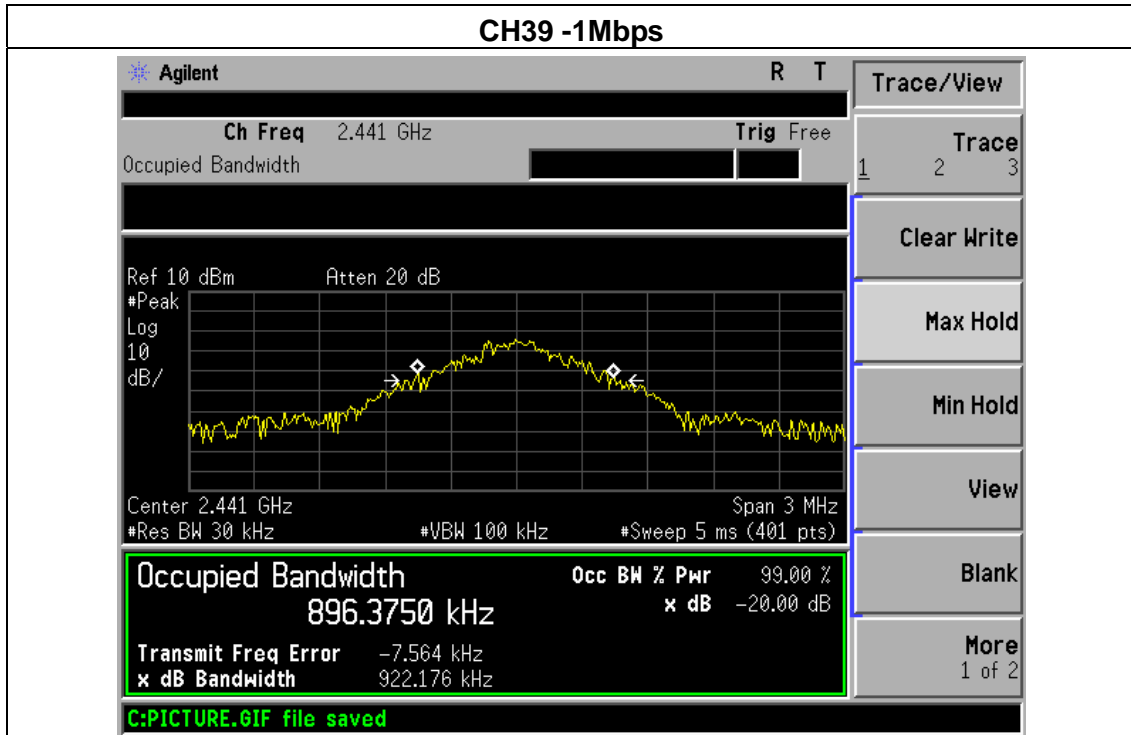 CH39 -1Mbps
Agilent R T
Trace/View
Ch Freq 2.441 GHz Trig Free
Occupied Bandwidth
Trace
1 2 3
Clear Write
Ref 10 dBm Atten 20 dB
#Peak
Log
10
dB/
Max Hold
Min Hold
View
Center 2.441 GHz Span 3 MHz
#Res BW 30 kHz #VBW 100 kHz #Sweep 5 ms (401 pts)
Occupied Bandwidth Occ BW % Pwr 99.00 %
896.3750 kHz x dB -20.00 dB
Blank
Transmit Freq Error -7.564 kHz
x dB Bandwidth 922.176 kHz
More
1 of 2
C:PICTURE.GIF file saved